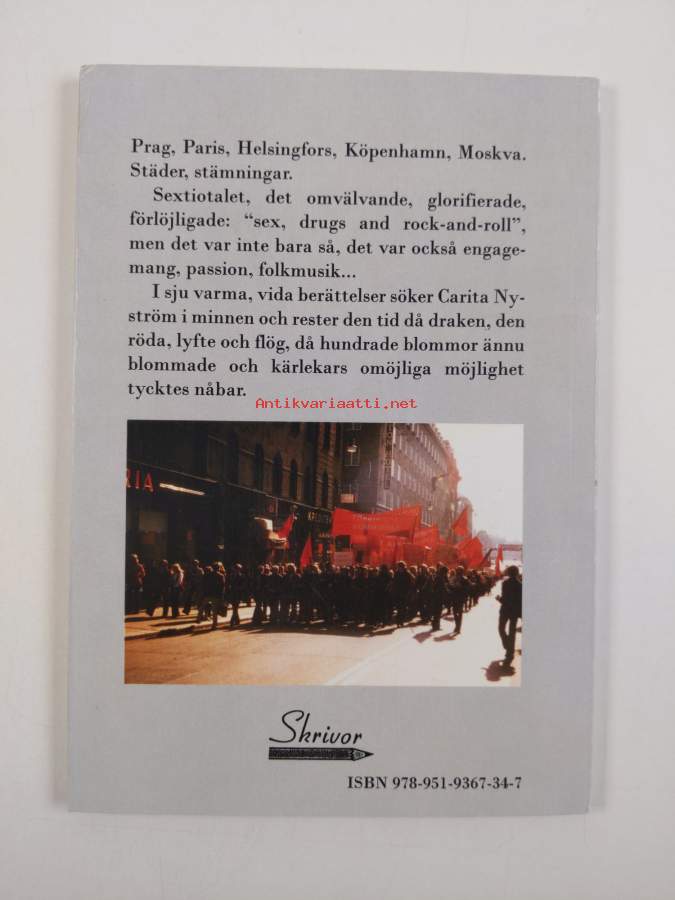 Prag, Paris, Helsingfors, Köpenhamn, Moskva.
Städer, stämningar.
Sextiotalet, det omvälvande, glorifierade,
förlöjligade: “sex, drugs and rock-and-roll”,
men det var inte bara så, det var också engage-
mang, passion, folkmusik...
I sju varma, vida berättelser söker Carita Ny-
ström i minnen och rester den tid då draken, den
röda, lyfte och flög, då hundrade blommor ännu
blommade och kärlekars omöjliga möjlighet
tycktes nåbar.
Antikvariaatti.net
RIA
Skrivor
ISBN 978-951-9367-34-7